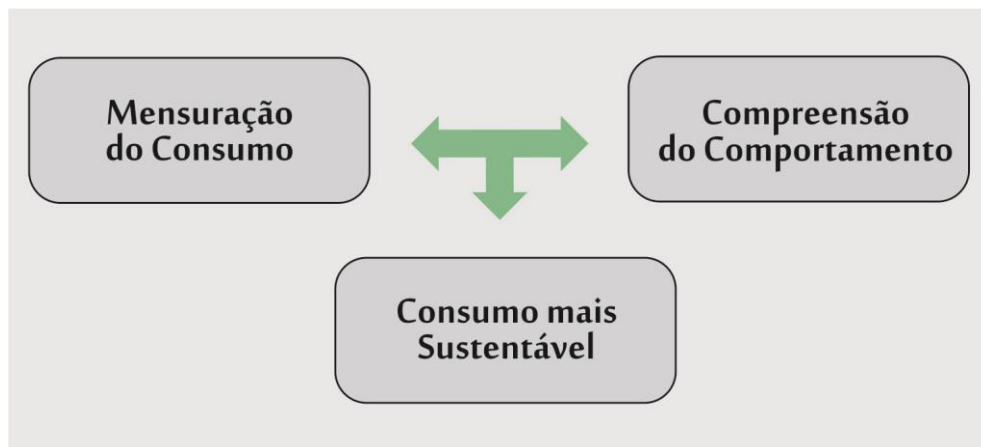 Mensuração
do Consumo
Compreensão
do Comportamento
Consumo mais
Sustentável